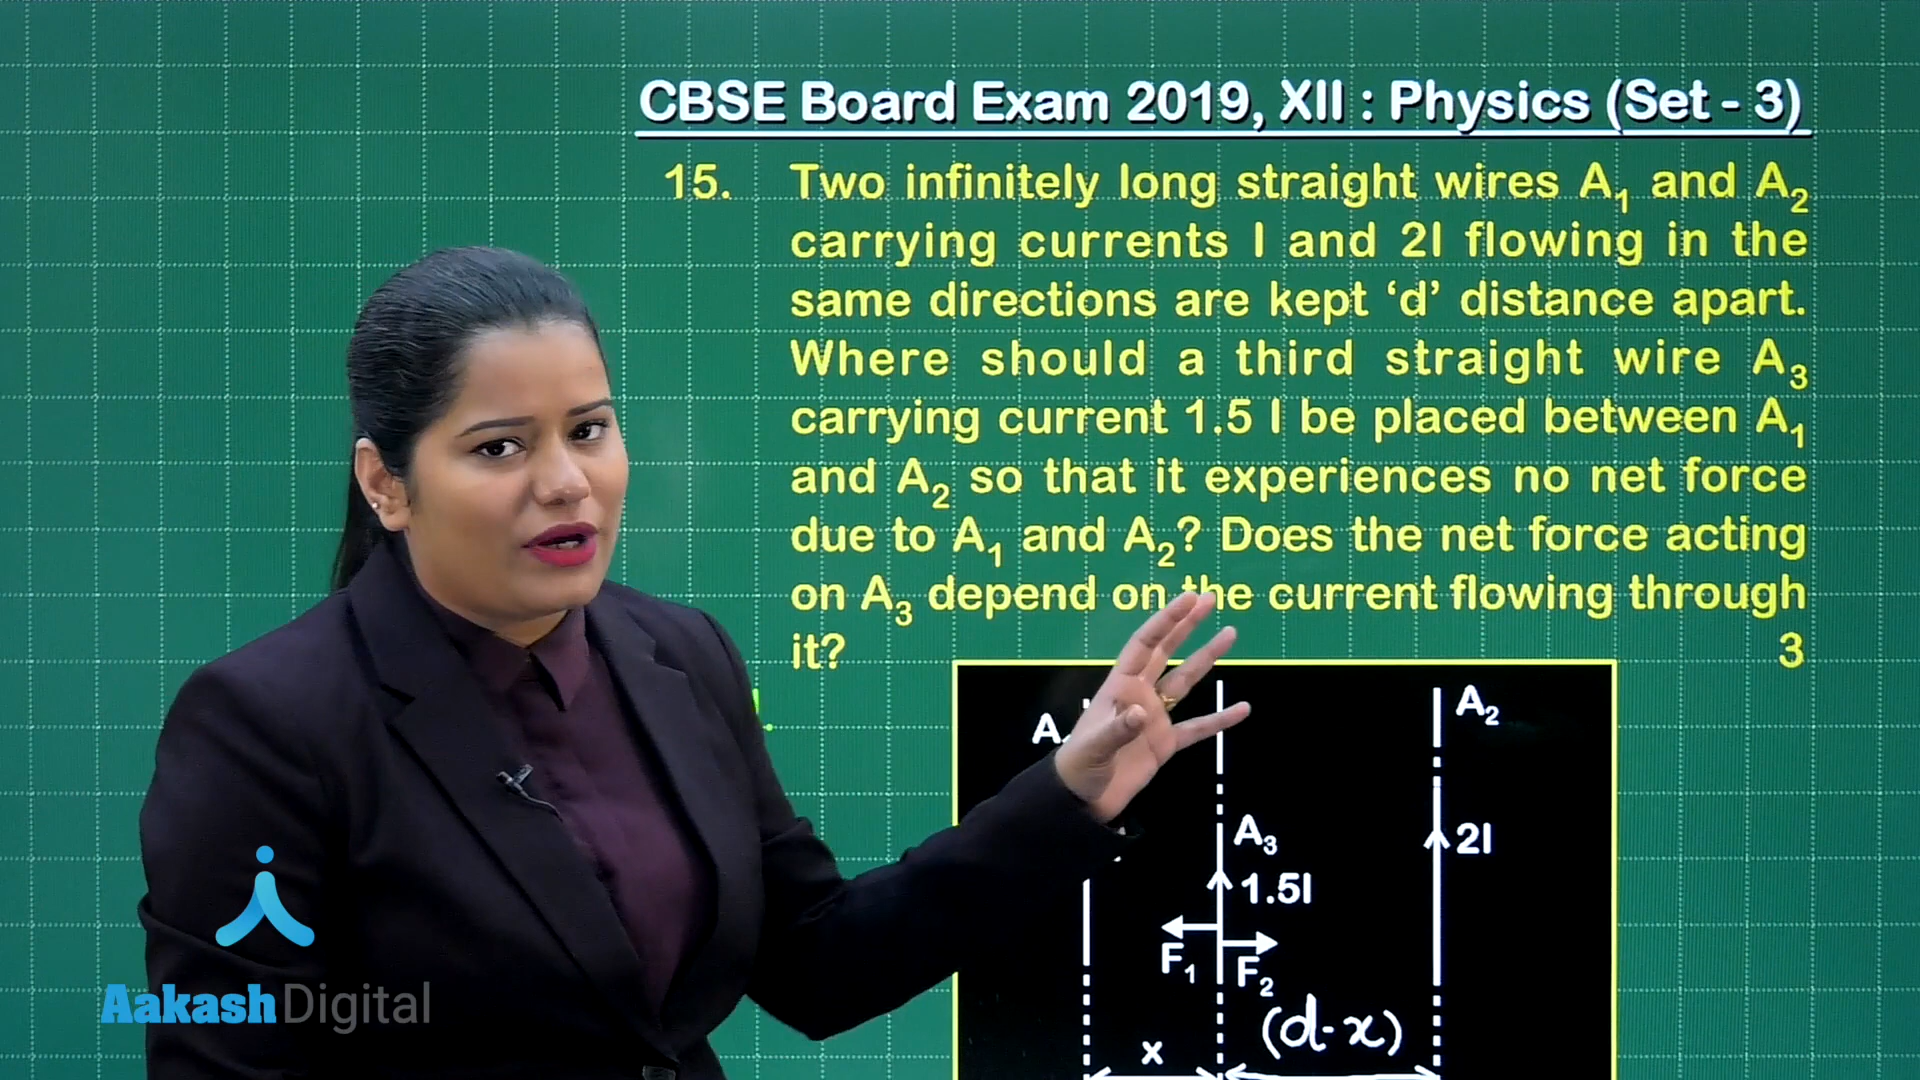 CBSE Board Exam 2019, XII : Physics (Set - 3)
15. Two infinitely long straight wires A₁ and A₂
carrying currents I and 2I flowing in the
same directions are kept ‘d’ distance apart.
Where should a third straight wire A₃
carrying current 1.5 I be placed between A₁
and A₂ so that it experiences no net force
due to A₁ and A₂? Does the net force acting
on A₃ depend on the current flowing through
it? 3
A₂
A₃
2I
1.5I
F₁
F₂
(d-x)
x
Aakash Digital